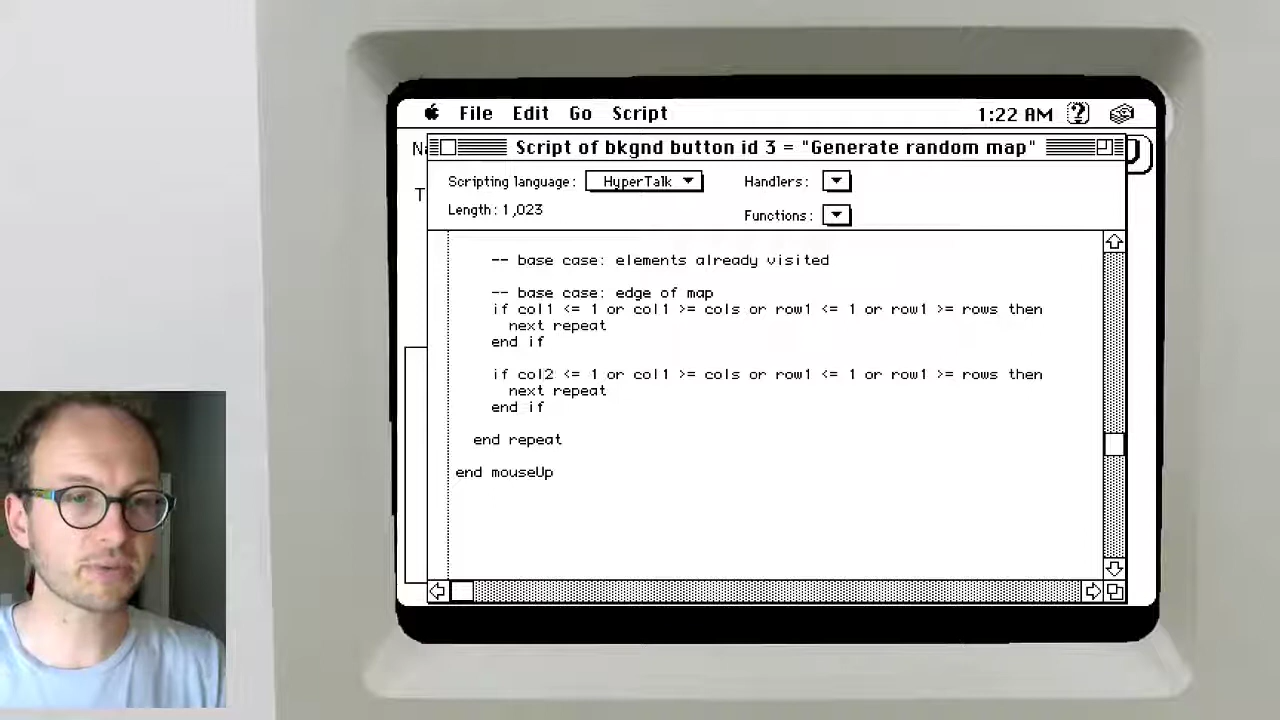 File Edit Go Script 1:22 AM
Script of bkgnd button id 3 = "Generate random map"
Scripting language: HyperTalk Handlers:
Length: 1,023
Functions:
-- base case: elements already visited
-- base case: edge of map
if col1 <= 1 or col1 >= cols or row1 <= 1 or row1 >= rows then
next repeat
end if
if col2 <= 1 or col1 >= cols or row1 <= 1 or row1 >= rows then
next repeat
end if
end repeat
end mouseUp